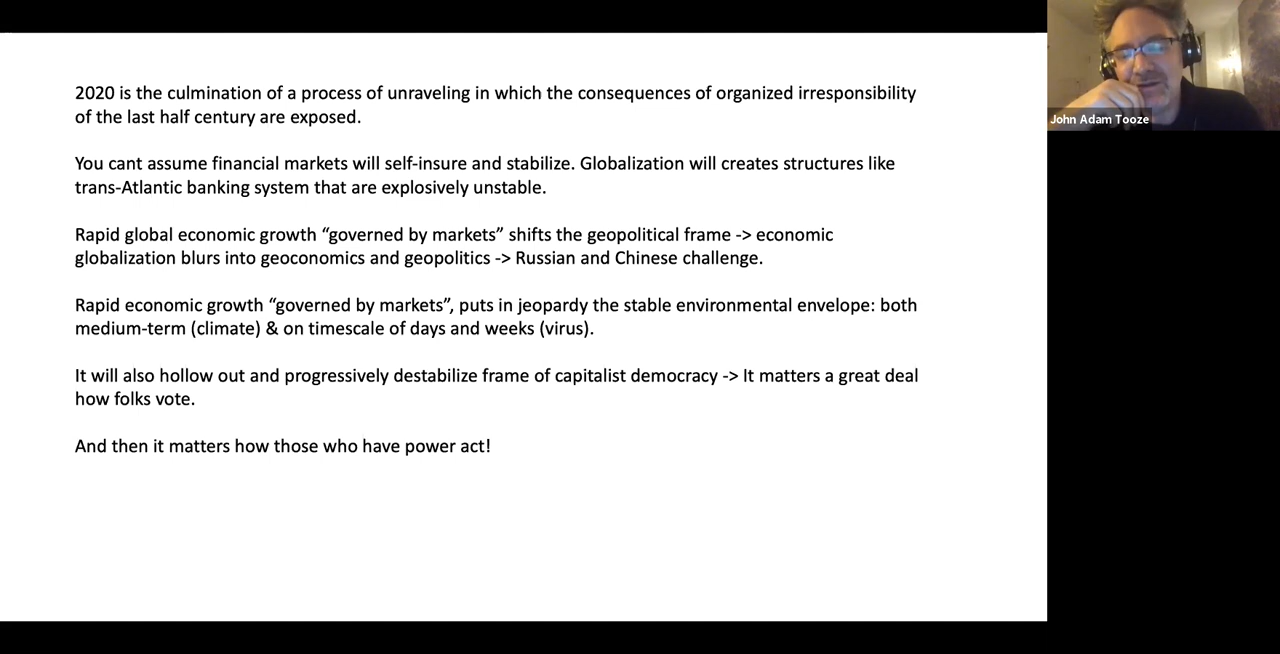 2020 is the culmination of a process of unraveling in which the consequences of organized irresponsibility
of the last half century are exposed.
You cant assume financial markets will self-insure and stabilize. Globalization will creates structures like
trans-Atlantic banking system that are explosively unstable.
Rapid global economic growth “governed by markets” shifts the geopolitical frame -> economic
globalization blurs into geoconomics and geopolitics -> Russian and Chinese challenge.
Rapid economic growth “governed by markets”, puts in jeopardy the stable environmental envelope: both
medium-term (climate) & on timescale of days and weeks (virus).
It will also hollow out and progressively destabilize frame of capitalist democracy -> It matters a great deal
how folks vote.
And then it matters how those who have power act!
John Adam Tooze